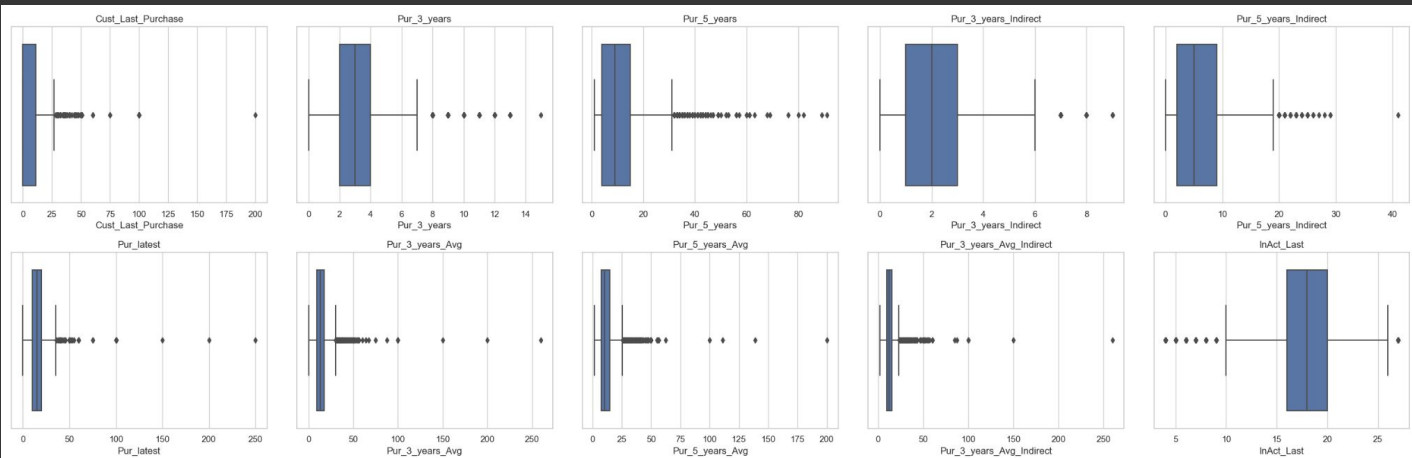 Cust_Last_Purchase Pur_3_years Pur_5_years Pur_3_years_Indirect Pur_5_years_Indirect
0 25 50 75 100 125 150 175 200 0 2 4 6 8 10 12 14 0 20 40 60 80 0 2 4 6 8 0 10 20 30 40
Cust_Last_Purchase Pur_3_years Pur_5_years Pur_3_years_Indirect Pur_5_years_Indirect
Pur_latest Pur_3_years_Avg Pur_5_years_Avg Pur_3_years_Avg_Indirect InAct_Last
0 50 100 150 200 250 0 50 100 150 200 250 0 25 50 75 100 125 150 175 200 0 50 100 150 200 250 5 10 15 20 25
Pur_latest Pur_3_years_Avg Pur_5_years_Avg Pur_3_years_Avg_Indirect InAct_Last